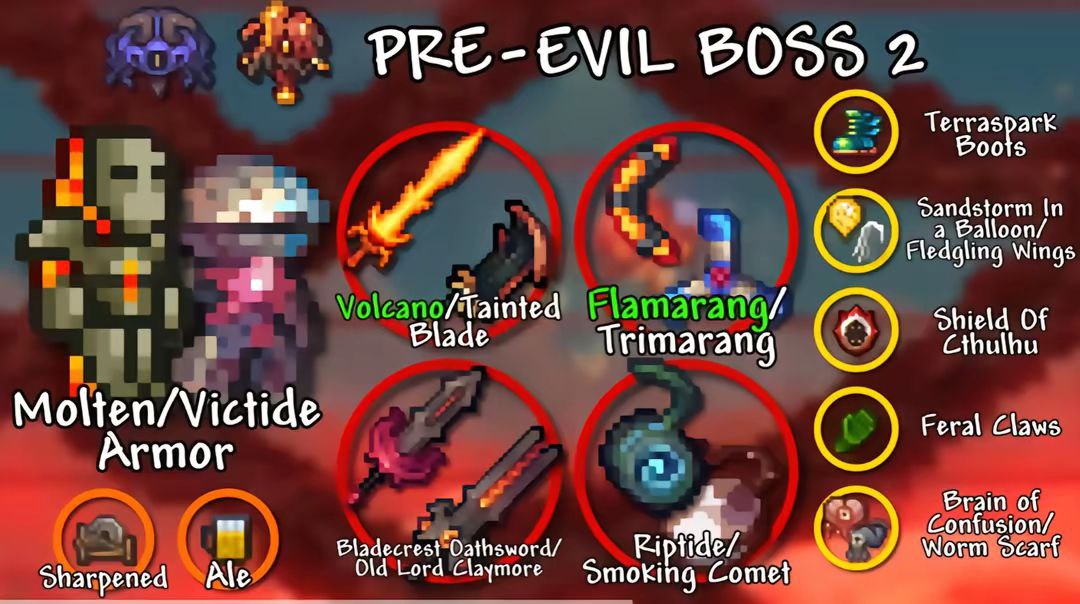 PRE-EVIL BOSS 2
Molten/Victide
Armor
Sharpened
Ale
Volcano/Tainted
Blade
Flamarang/
Trimarang
Bladecrest Oathsword/
Old Lord Claymore
Riptide/
Smoking Comet
Terraspark
Boots
Sandstorm In
a Balloon/
Fledgling Wings
Shield Of
Cthulhu
Feral Claws
Brain of
Confusion/
Worm Scarf